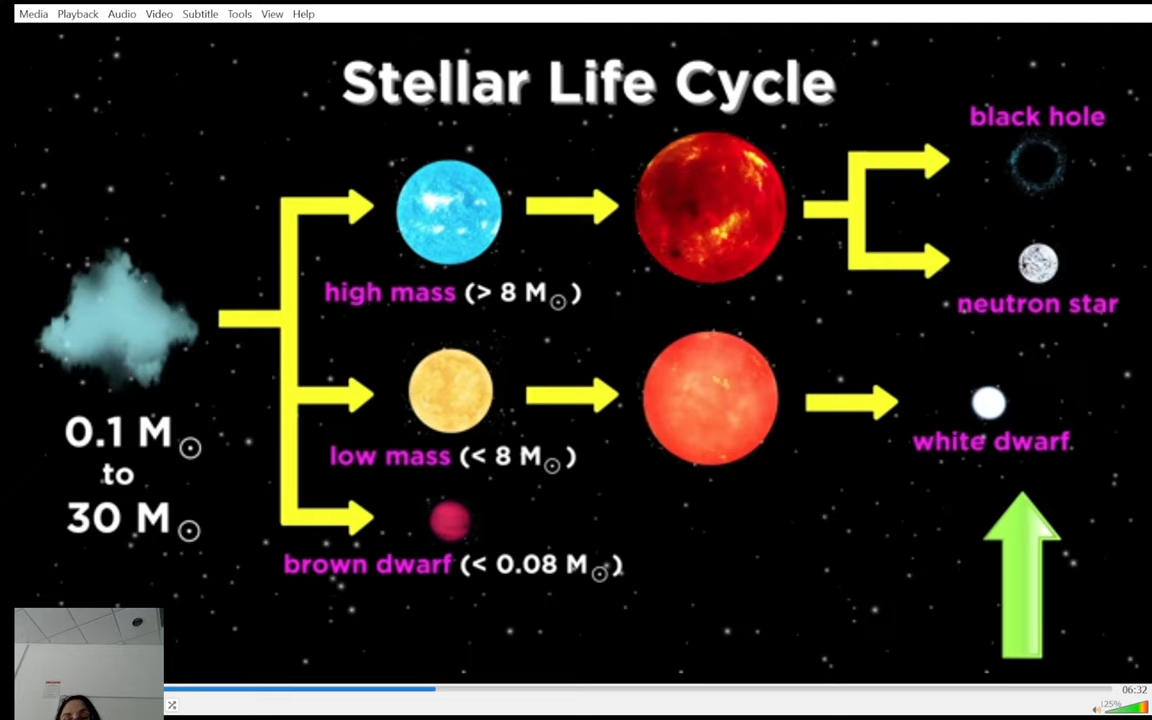 Media Playback Audio Video Subtitle Tools View Help
Stellar Life Cycle
black hole
high mass (> 8 M☉)
neutron star
0.1 M☉
to
30 M☉
low mass (< 8 M☉)
white dwarf
brown dwarf (< 0.08 M☉)
06:32
25%